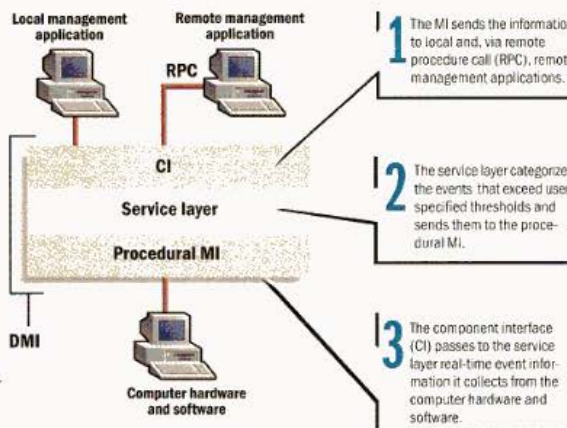 Local management
application
Remote management
application
RPC
CI
Service layer
Procedural MI
DMI
Computer hardware
and software
1
The MI sends the informatio
to local and, via remote
procedure call (RPC), remot
management applications.
2
The service layer categorize
the events that exceed user
specified thresholds and
sends them to the proce-
dural MI.
3
The component interface
(CI) passes to the service
layer real-time event infor-
mation it collects from the
computer hardware and
software.